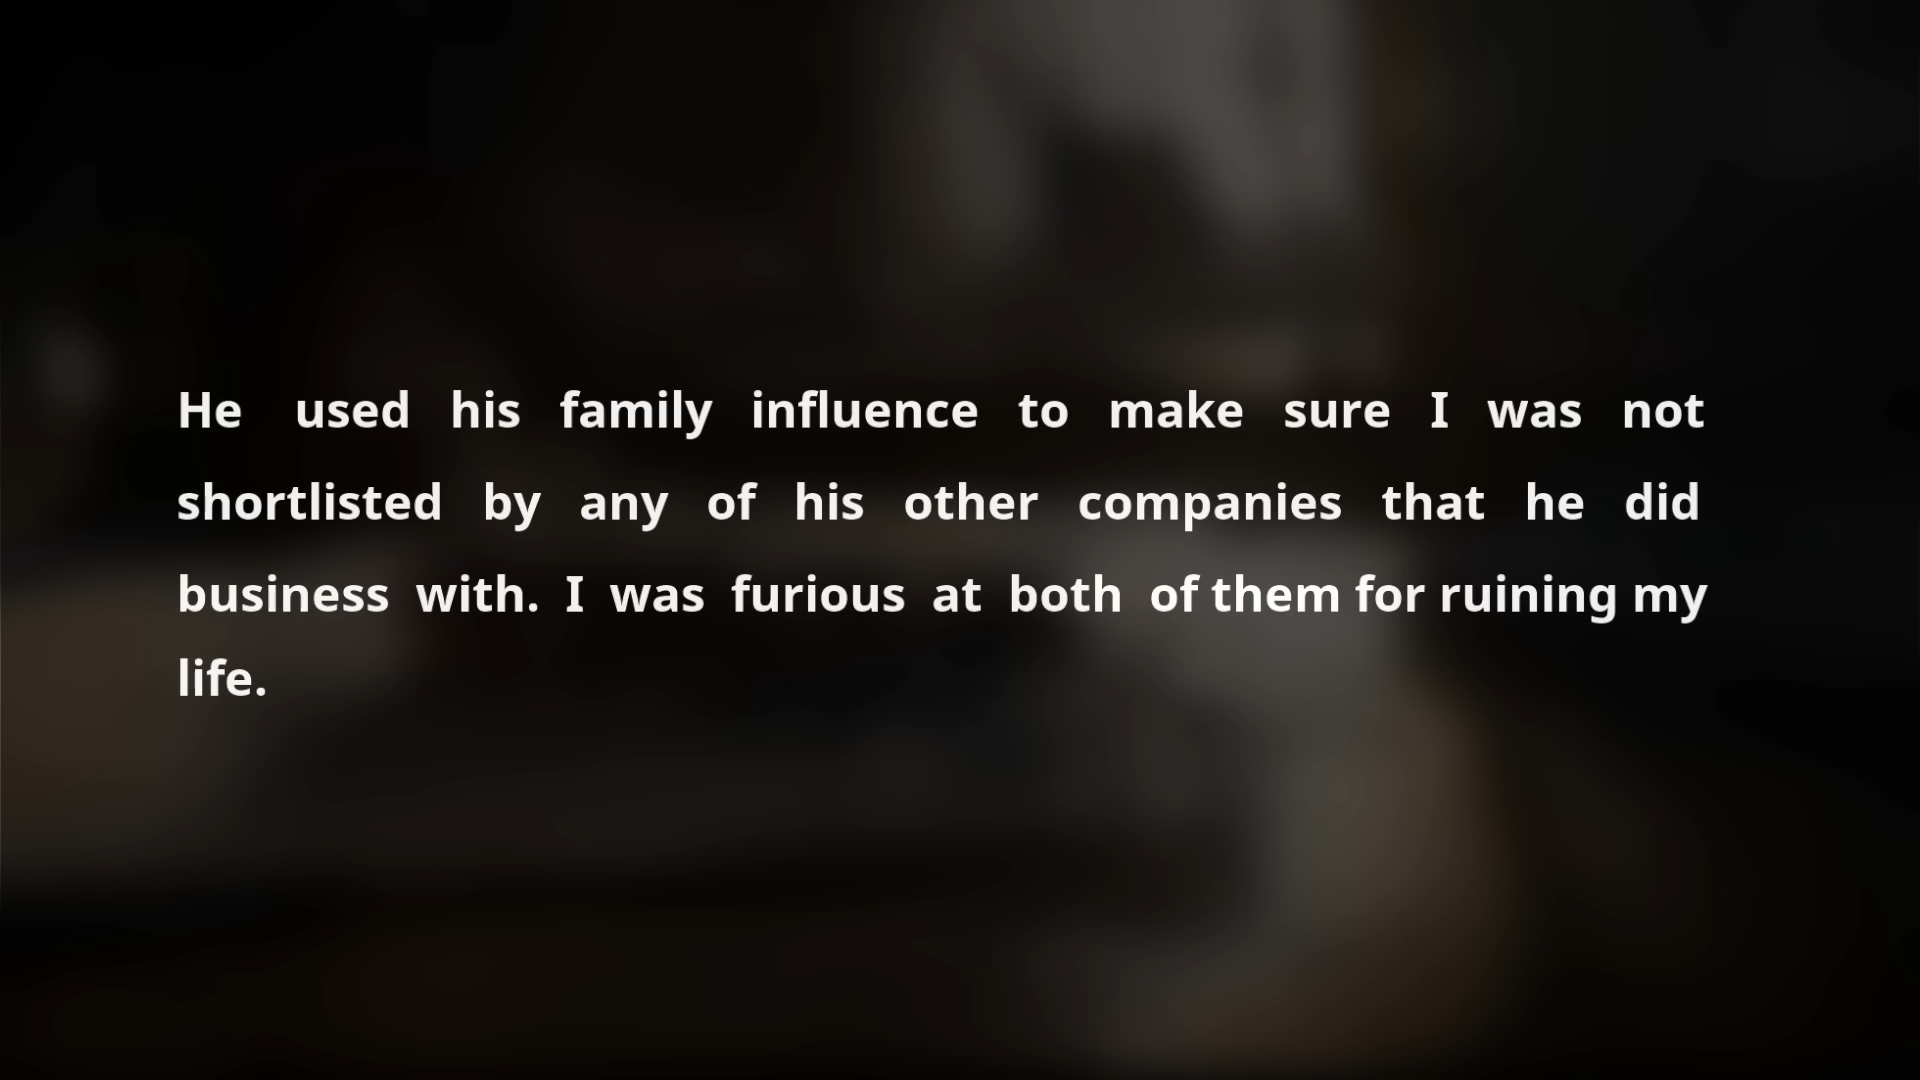 He used his family influence to make sure I was not
shortlisted by any of his other companies that he did
business with. I was furious at both of them for ruining my
life.